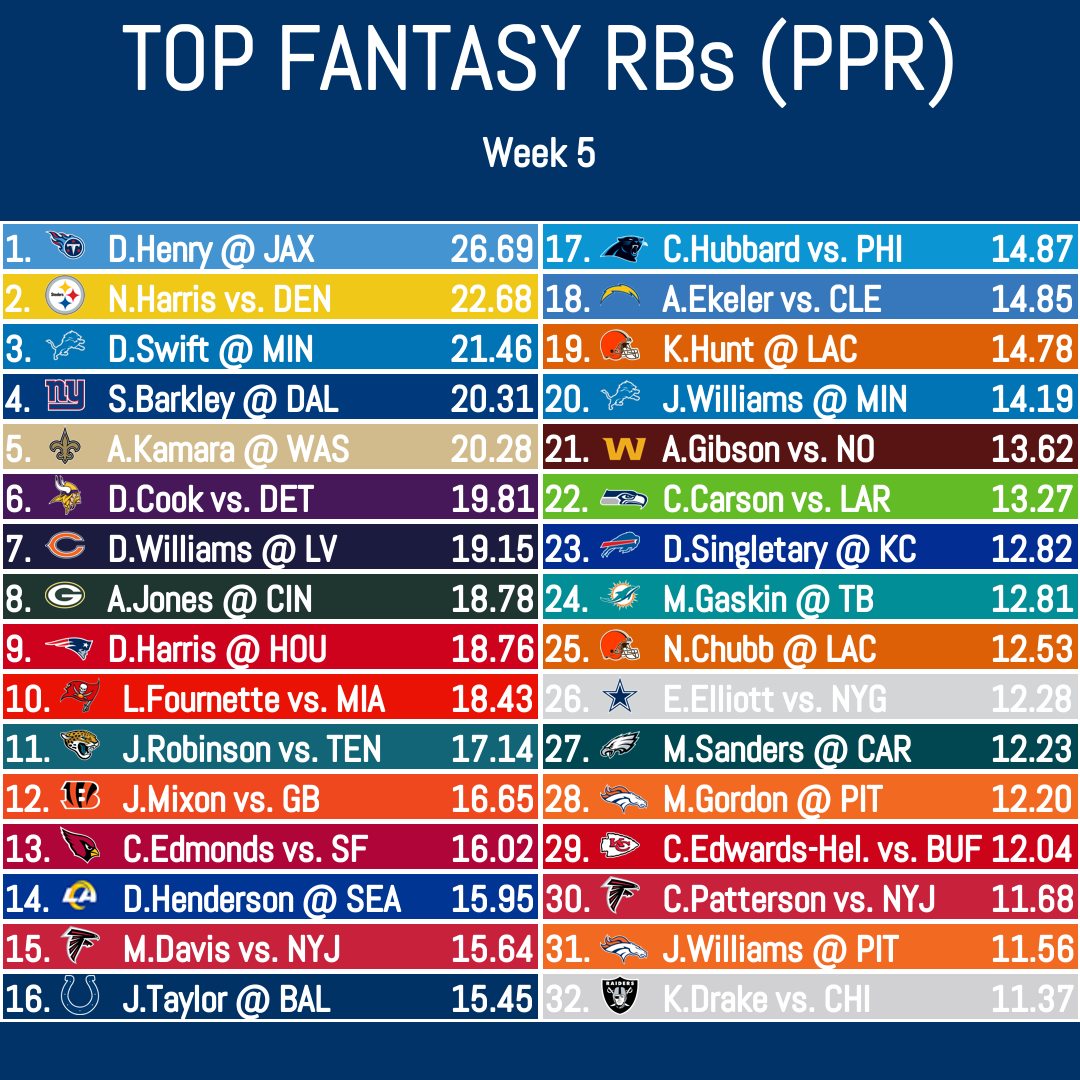 TOP FANTASY RBs (PPR)
Week 5
1. D.Henry @ JAX 26.69
2. N.Harris vs. DEN 22.68
3. D.Swift @ MIN 21.46
4. S.Barkley @ DAL 20.31
5. A.Kamara @ WAS 20.28
6. D.Cook vs. DET 19.81
7. D.Williams @ LV 19.15
8. A.Jones @ CIN 18.78
9. D.Harris @ HOU 18.76
10. L.Fournette vs. MIA 18.43
11. J.Robinson vs. TEN 17.14
12. J.Mixon vs. GB 16.65
13. C.Edmonds vs. SF 16.02
14. D.Henderson @ SEA 15.95
15. M.Davis vs. NYJ 15.64
16. J.Taylor @ BAL 15.45
17. C.Hubbard vs. PHI 14.87
18. A.Ekeler vs. CLE 14.85
19. K.Hunt @ LAC 14.78
20. J.Williams @ MIN 14.19
21. A.Gibson vs. NO 13.62
22. C.Carson vs. LAR 13.27
23. D.Singletary @ KC 12.82
24. M.Gaskin @ TB 12.81
25. N.Chubb @ LAC 12.53
26. E.Elliott vs. NYG 12.28
27. M.Sanders @ CAR 12.23
28. M.Gordon @ PIT 12.20
29. C.Edwards-Hel. vs. BUF 12.04
30. C.Patterson vs. NYJ 11.68
31. J.Williams @ PIT 11.56
32. K.Drake vs. CHI 11.37